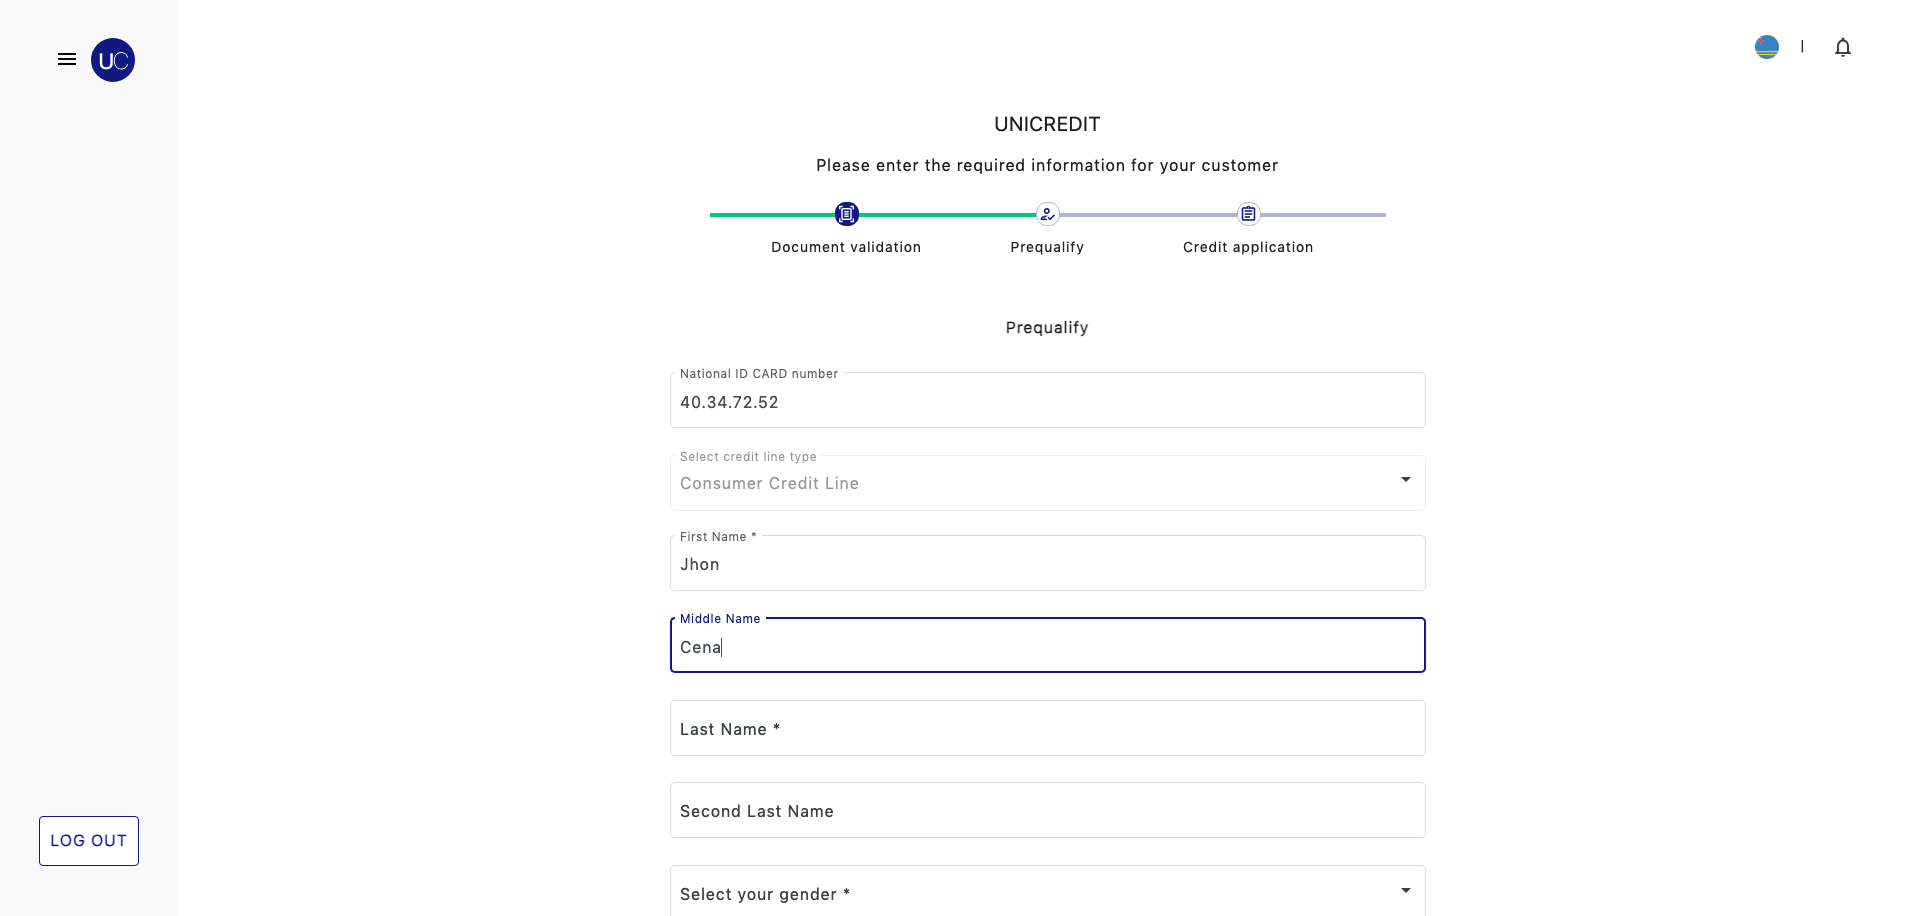 UC
UNICREDIT
Please enter the required information for your customer
Document validation
Prequalify
Credit application
Prequalify
National ID CARD number
40.34.72.52
Select credit line type
Consumer Credit Line
First Name *
Jhon
Middle Name
Cena
Last Name *
Second Last Name
LOG OUT
Select your gender *